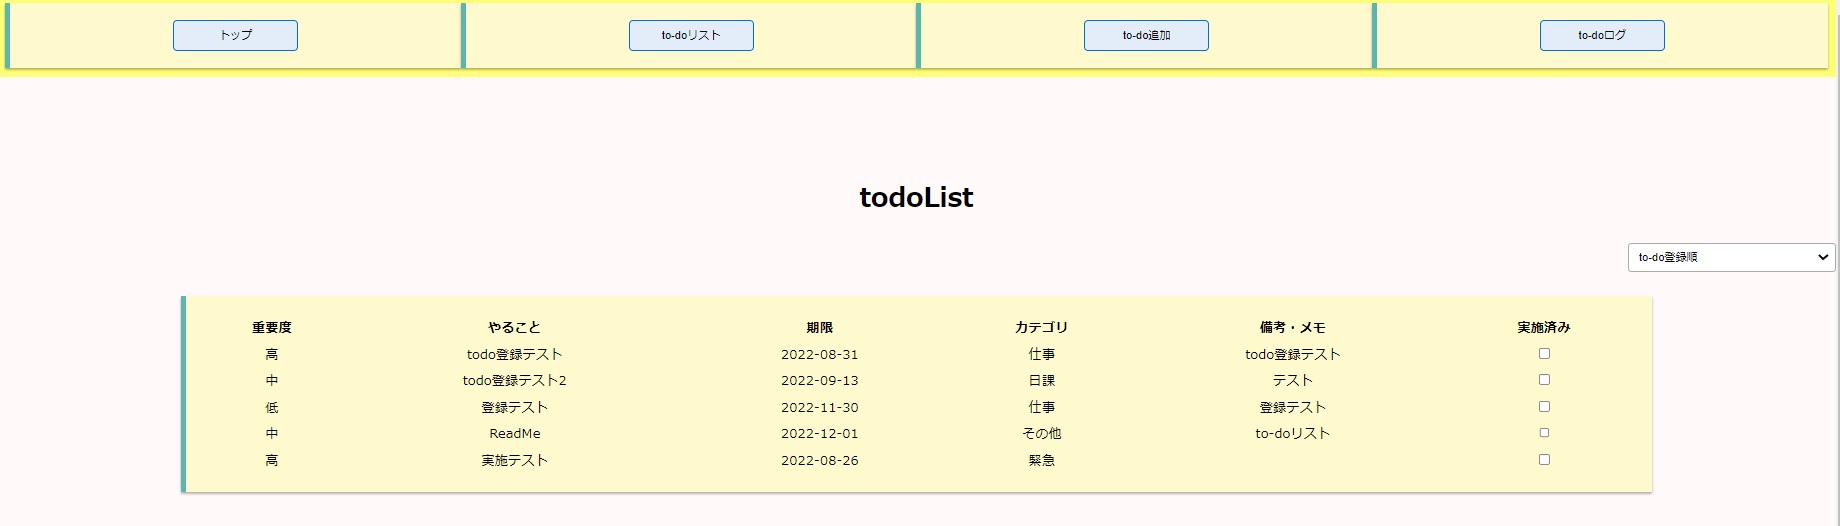 トップ to-doリスト to-do追加 to-doログ
todoList
to-do登録順
重要度 やること 期限 カテゴリ 備考・メモ 実施済み
高 todo登録テスト 2022-08-31 仕事 todo登録テスト
中 todo登録テスト2 2022-09-13 日課 テスト
低 登録テスト 2022-11-30 仕事 登録テスト
中 ReadMe 2022-12-01 その他 to-doリスト
高 実施テスト 2022-08-26 緊急